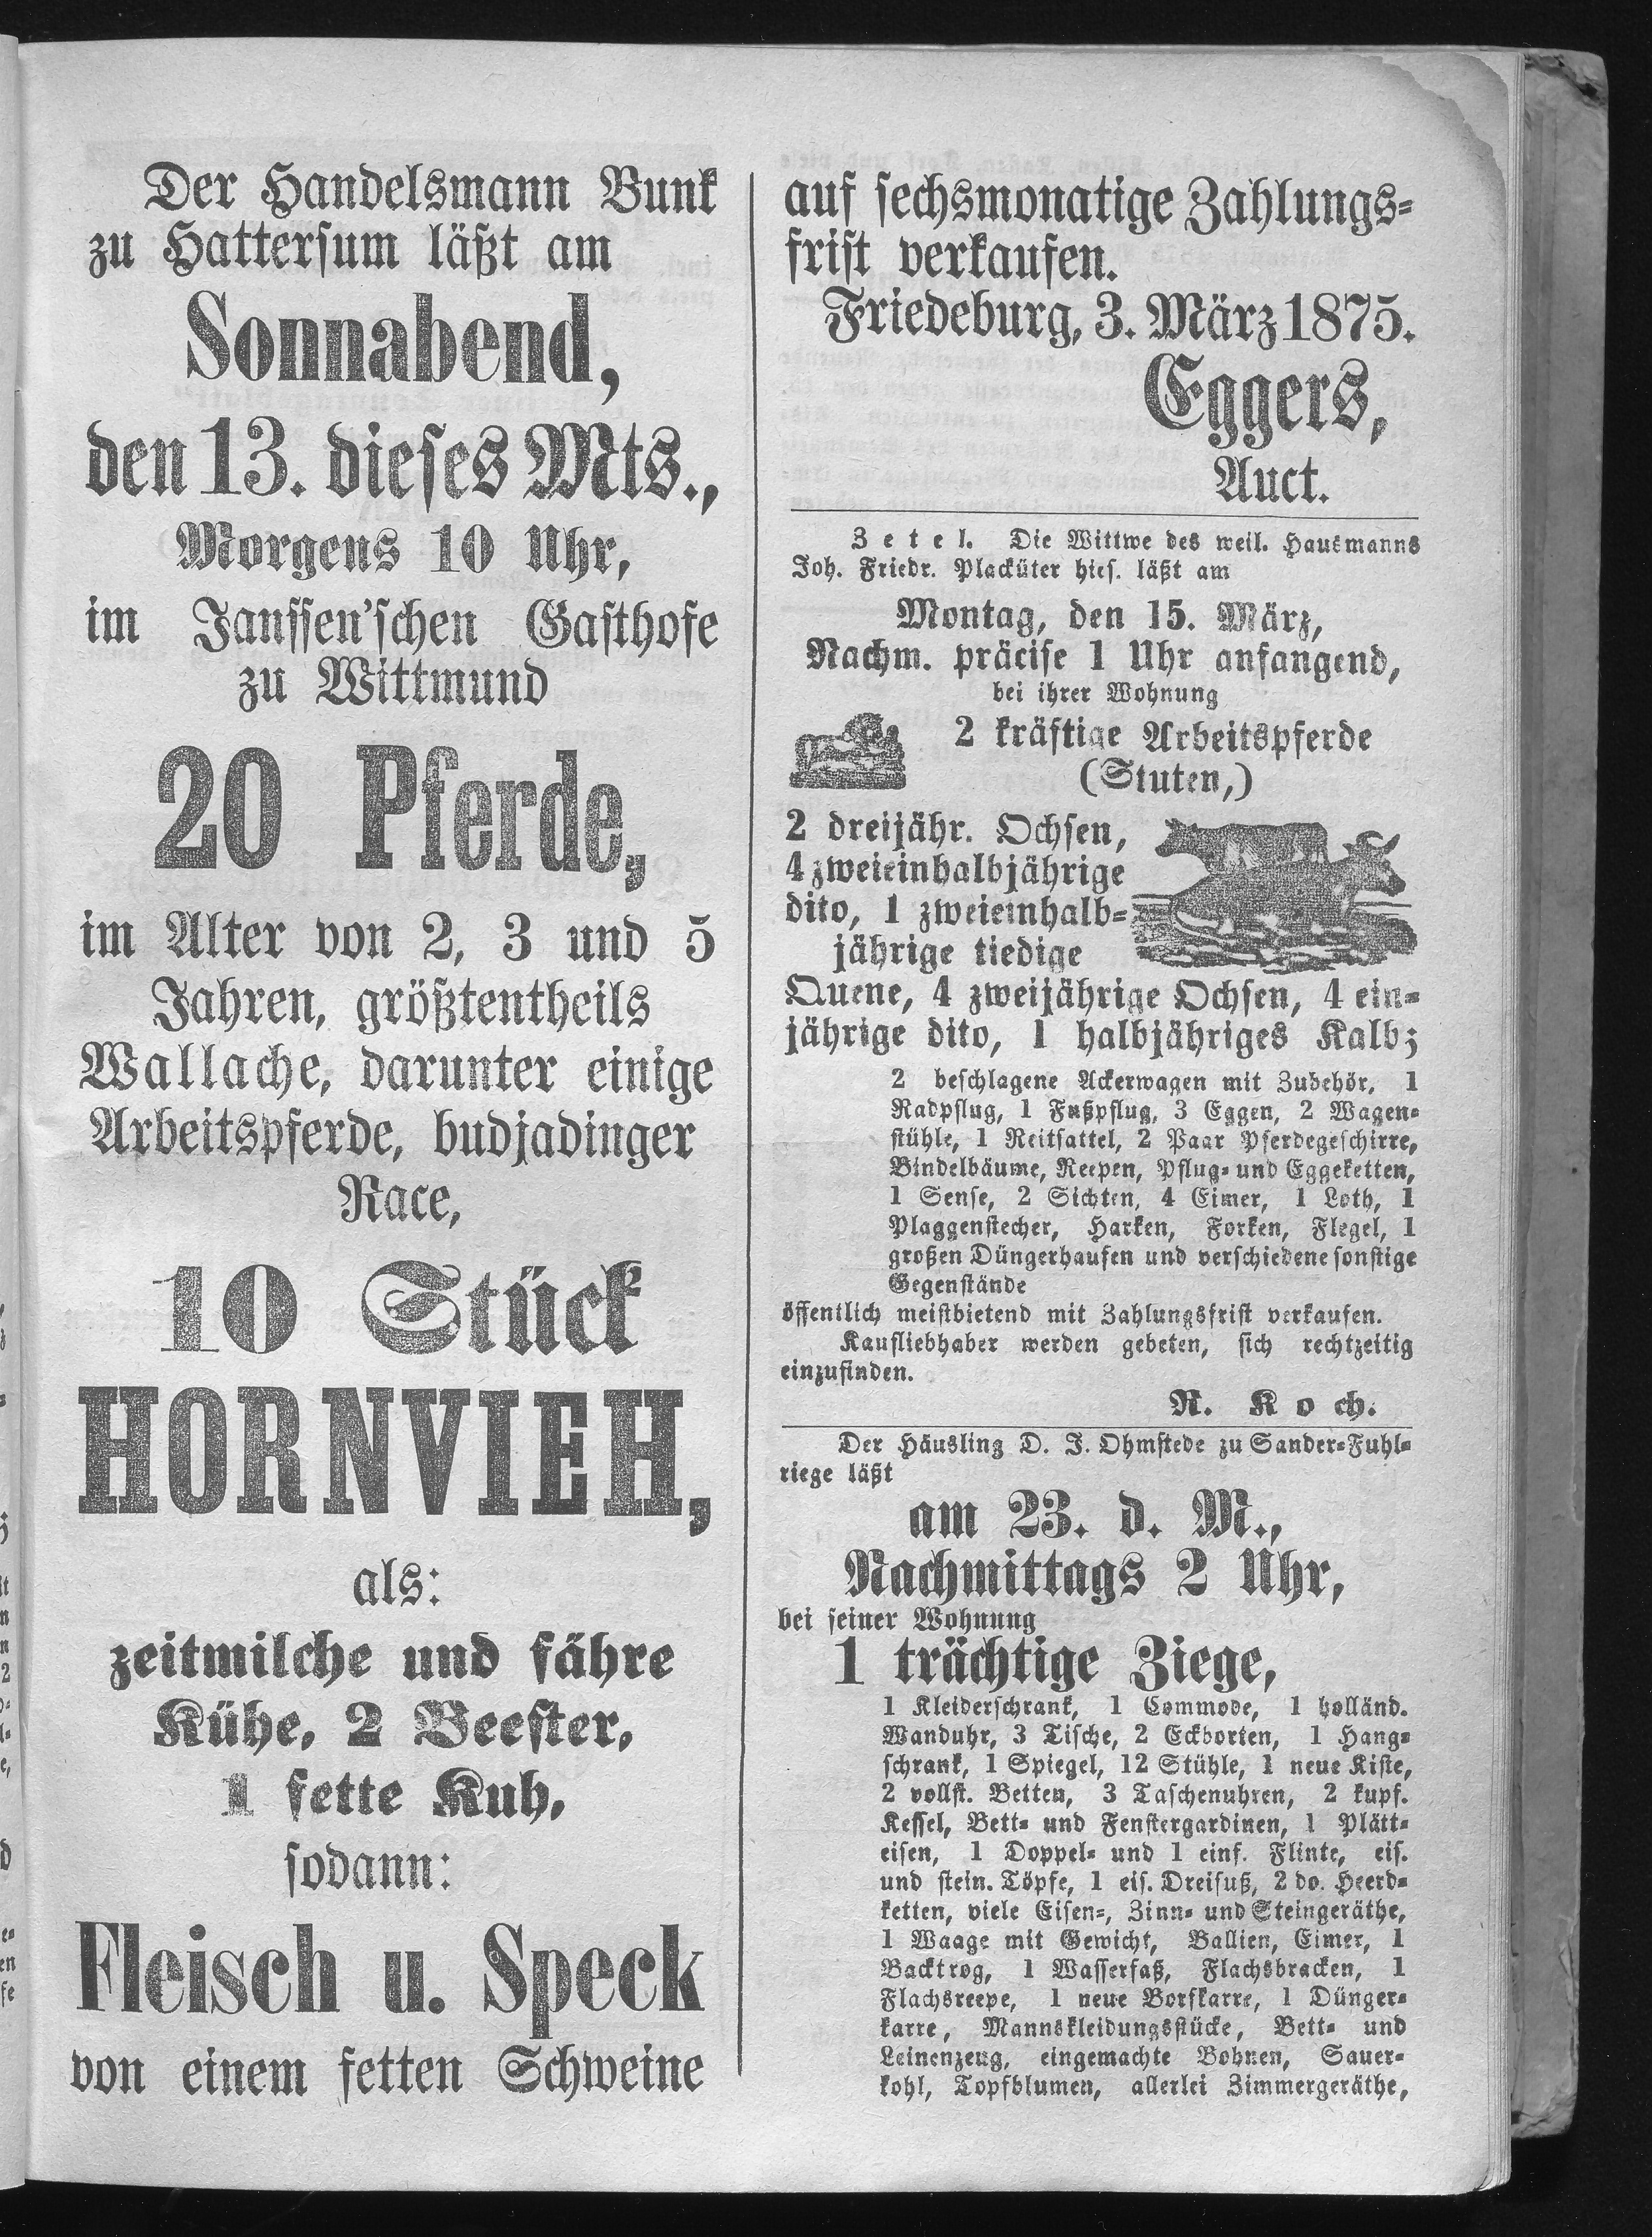 Der Handelsmann Bunk
zu Hattersum läßt am
Sonnabend,
den 13. dieses Mts.,
Morgens 10 Uhr,
im Janssen'schen Gasthofe
zu Wittmund
20 Pferde,
im Alter von 2, 3 und 5
Jahren, größtentheils
Wallache, darunter einige
Arbeitspferde, budjadinger
Race,
10 Stück
HORNVIEH,
als:
zeitmilche und fähre
Kühe, 2 Beester,
1 fette Kuh,
sodann:
Fleisch u. Speck
von einem fetten Schweine
auf sechsmonatige Zahlungs=
frist verkaufen.
Friedeburg, 3. März 1875.
Eggers,
Auct.
Zetel. Die Wittwe des weil. Hausmanns
Joh. Friedr. Placküter hies. läßt am
Montag, den 15. März,
Nachm. präcise 1 Uhr anfangend,
bei ihrer Wohnung
2 kräftige Arbeitspferde
(Stuten,)
2 dreijähr. Ochsen,
4 zweieinhalbjährige
dito, 1 zweieinhalb=
jährige tiedige
Quene, 4 zweijährige Ochsen, 4 ein=
jährige dito, 1 halbjähriges Kalb;
2 beschlagene Ackerwagen mit Zubehör, 1
Radpflug, 1 Fußpflug, 3 Eggen, 2 Wagen=
stühle, 1 Reitsattel, 2 Paar Pferdegeschirre,
Bindelbäume, Reepen, Pflug= und Eggeketten,
1 Sense, 2 Sichten, 4 Eimer, 1 Loth, 1
Plaggenstecher, Harken, Forken, Flegel, 1
großen Düngerhaufen und verschiedene sonstige
Gegenstände
öffentlich meistbietend mit Zahlungsfrist verkaufen.
Kaufliebhaber werden gebeten, sich rechtzeitig
einzufinden.
R. Koch.
Der Häusling D. J. Ohmstede zu Sander=Fuhl=
riege läßt
am 23. d. M.,
Nachmittags 2 Uhr,
bei seiner Wohnung
1 trächtige Ziege,
1 Kleiderschrank, 1 Commode, 1 holländ.
Wanduhr, 3 Tische, 2 Eckborten, 1 Hang=
schrank, 1 Spiegel, 12 Stühle, 1 neue Kiste,
2 vollst. Betten, 3 Taschenuhren, 2 kupf.
Kessel, Bett= und Fenstergardinen, 1 Plätt=
eisen, 1 Doppel= und 1 einf. Flinte, eis.
und stein. Töpfe, 1 eis. Dreifuß, 2 do. Heerd=
ketten, viele Eisen=, Zinn= und Steingeräthe,
1 Waage mit Gewicht, Ballien, Eimer, 1
Backtrog, 1 Wasserfaß, Flachsbracken, 1
Flachsreepe, 1 neue Borfkarre, 1 Dünger=
karre, Mannskleidungsstücke, Bett= und
Leinenzeug, eingemachte Bohnen, Sauer=
kohl, Topfblumen, allerlei Zimmergeräthe,